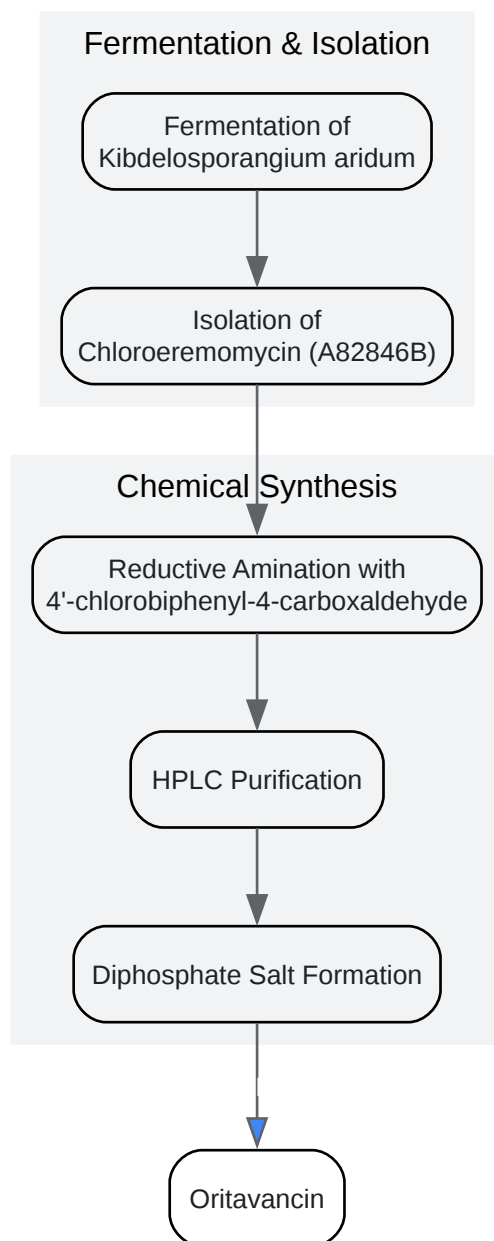 Fermentation & Isolation
Fermentation of
Kibdelosporangium aridum
Isolation of
Chloroeremomycin (A82846B)
Chemical Synthesis
Reductive Amination with
4'-chlorobiphenyl-4-carboxaldehyde
HPLC Purification
Diphosphate Salt Formation
Oritavancin